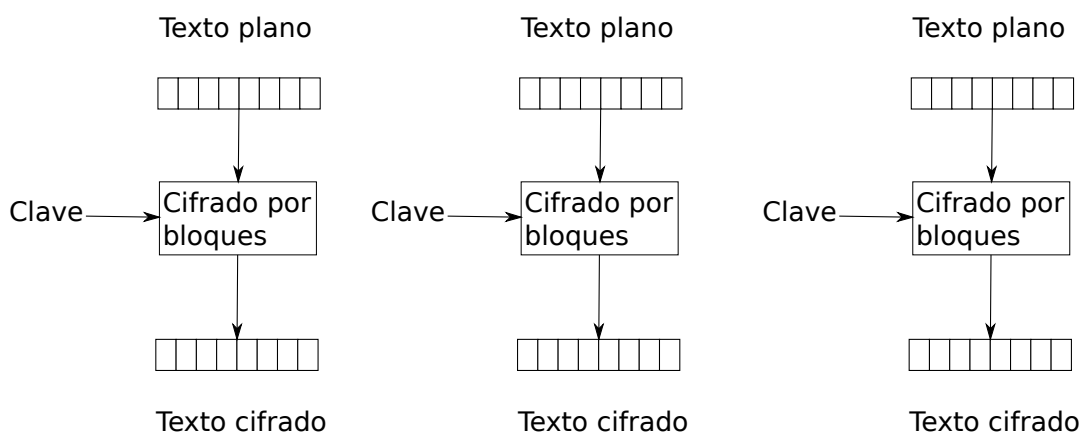 Texto plano
Texto plano
Texto plano
Clave
Cifrado por
bloques
Clave
Cifrado por
bloques
Clave
Cifrado por
bloques
Texto cifrado
Texto cifrado
Texto cifrado